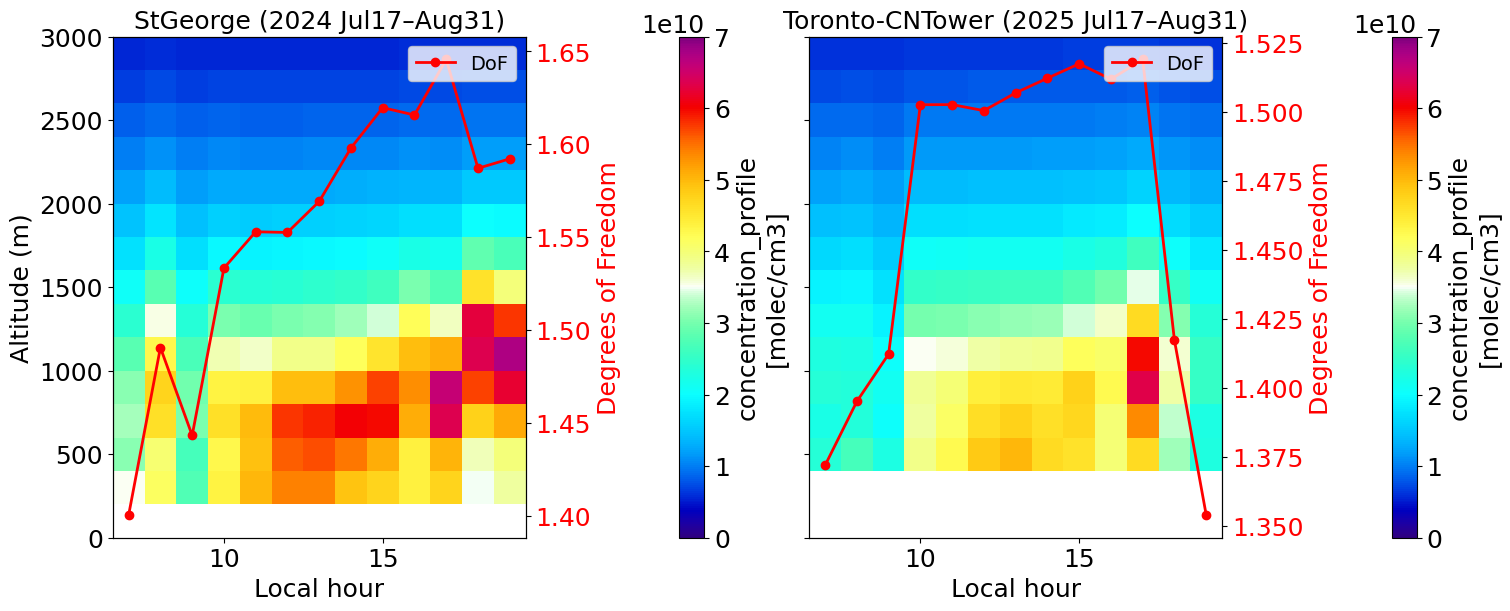 StGeorge (2024 Jul17–Aug31)
3000
2500
2000
1500
1000
500
0
Altitude (m)
10
15
Local hour
DoF
1.65
1.60
1.55
1.50
1.45
1.40
Degrees of Freedom
1e10
7
6
5
4
3
2
1
0
concentration_profile
[molec/cm3]
Toronto-CNTower (2025 Jul17–Aug31)
10
15
Local hour
DoF
1.525
1.500
1.475
1.450
1.425
1.400
1.375
1.350
Degrees of Freedom
1e10
7
6
5
4
3
2
1
0
concentration_profile
[molec/cm3]